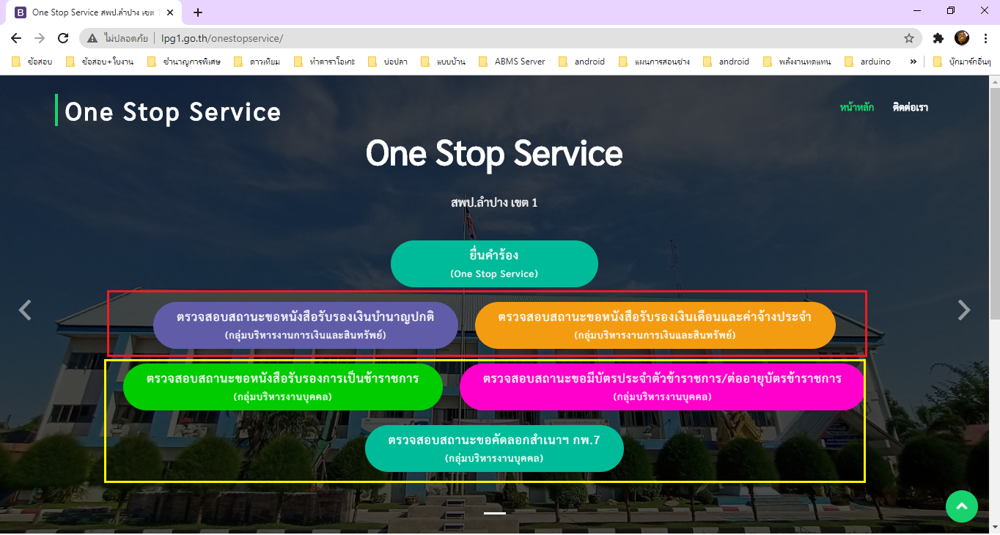 One Stop Service สพป.ลำปาง เขต
ไม่ปลอดภัย lpg1.go.th/onestopservice/
ข้อสอบ ข้อสอบ+ใบงาน ชำนาญการพิเศษ ดาวเทียม ทำคาราโอเกะ บ่อปลา แบบบ้าน ABMS Server android แผนการสอนช่าง android พลังงานทดแทน arduino » บุ๊กมาร์กอื่นๆ
One Stop Service
หน้าหลัก ติดต่อเรา
One Stop Service
สพป.ลำปาง เขต 1
ยื่นคำร้อง
(One Stop Service)
ตรวจสอบสถานะขอหนังสือรับรองเงินบำนาญปกติ
(กลุ่มบริหารงานการเงินและสินทรัพย์)
ตรวจสอบสถานะขอหนังสือรับรองเงินเดือนและค่าจ้างประจำ
(กลุ่มบริหารงานการเงินและสินทรัพย์)
ตรวจสอบสถานะขอหนังสือรับรองการเป็นข้าราชการ
(กลุ่มบริหารงานบุคคล)
ตรวจสอบสถานะขอมีบัตรประจำตัวข้าราชการ/ต่ออายุบัตรข้าราชการ
(กลุ่มบริหารงานบุคคล)
ตรวจสอบสถานะขอคัดลอกสำเนาฯ กพ.7
(กลุ่มบริหารงานบุคคล)